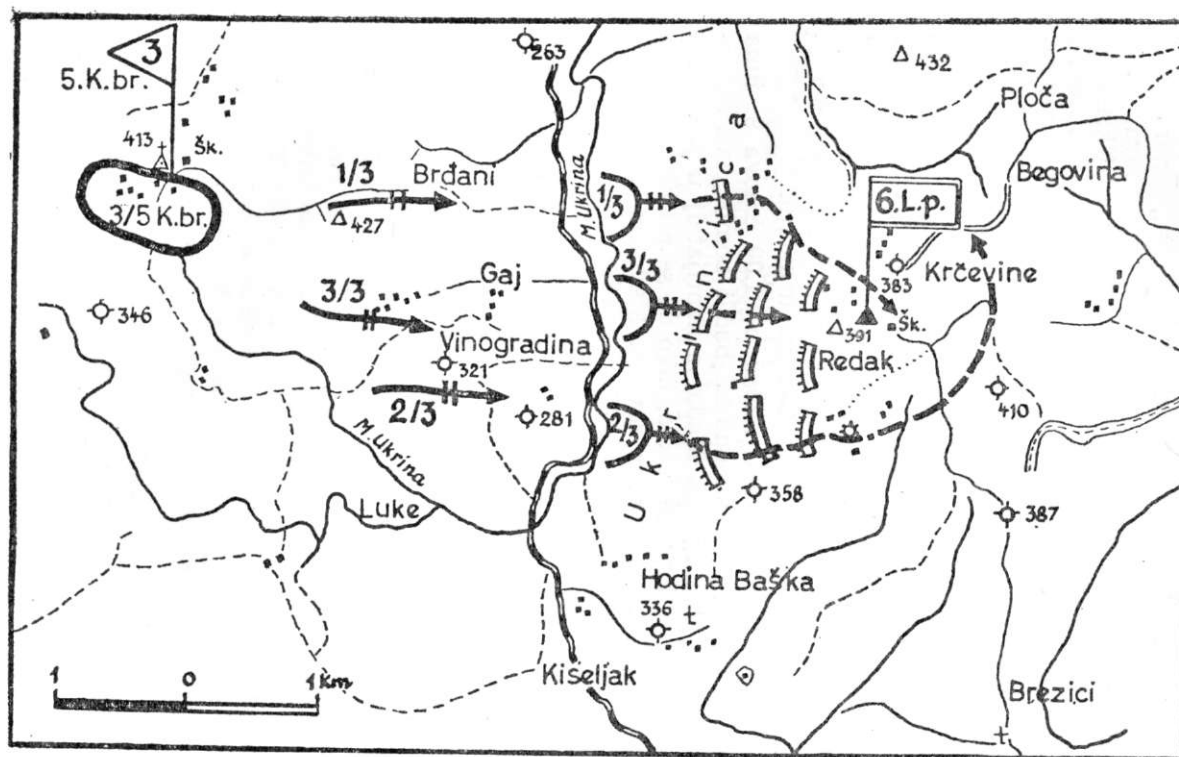 3
5.K.br.
413
Šk.
3/5 K.br.
263
432
Ploča
Begovina
1/3
Brđani
427
M. Ukrina
1/3
6.L.p.
Krčevine
383
346
3/3
Gaj
3/3
Vinogradina
321
391
Šk.
Redak
2/3
281
2/3
410
M. Ukrina
Luke
Ukrinica
358
387
Hodina Baška
336
Kiseljak
Brezici
1 0 1 km